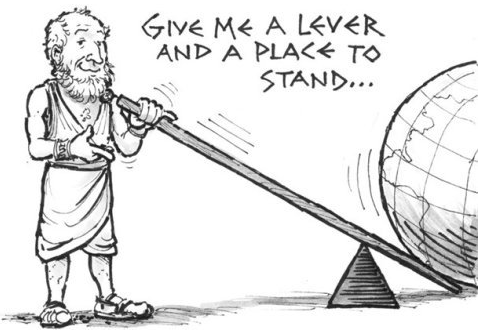 GIVE ME A LEVER
AND A PLACE TO
STAND...